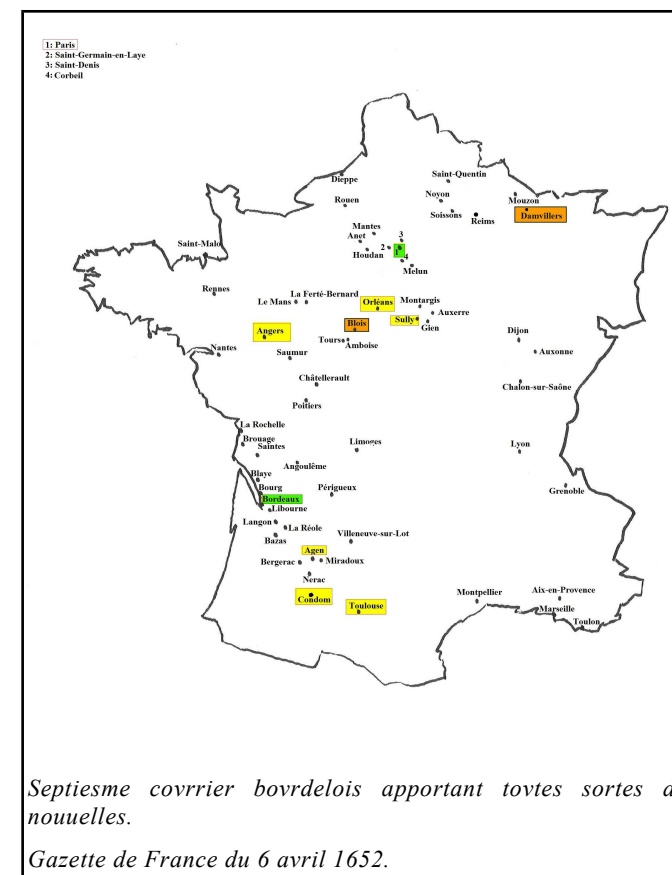 1: Paris
2: Saint-Germain-en-Laye
3: Saint-Denis
4: Corbeil
Dieppe
Saint-Quentin
Rouen
Noyon
Mouzon
Soissons
Reims
Damvillers
Mantes
Anet
3
Saint-Malo
Houdan
2
1
4
Melun
Rennes
La Ferté-Bernard
Le Mans
Orléans
Montargis
Auxerre
Angers
Blois
Sully
Gien
Dijon
Nantes
Tours
Amboise
Auxonne
Saumur
Châtellerault
Chalon-sur-Saône
Poitiers
La Rochelle
Brouage
Saintes
Limoges
Lyon
Angoulême
Blaye
Bourg
Périgueux
Grenoble
Bordeaux
Libourne
Langon
La Réole
Bazas
Villeneuve-sur-Lot
Agen
Bergerac
Miradoux
Nerac
Condom
Toulouse
Montpellier
Aix-en-Provence
Marseille
Toulon
Septiesme covrrier bovrdelois apportant tovtes sortes
nouuelles.
Gazette de France du 6 avril 1652.